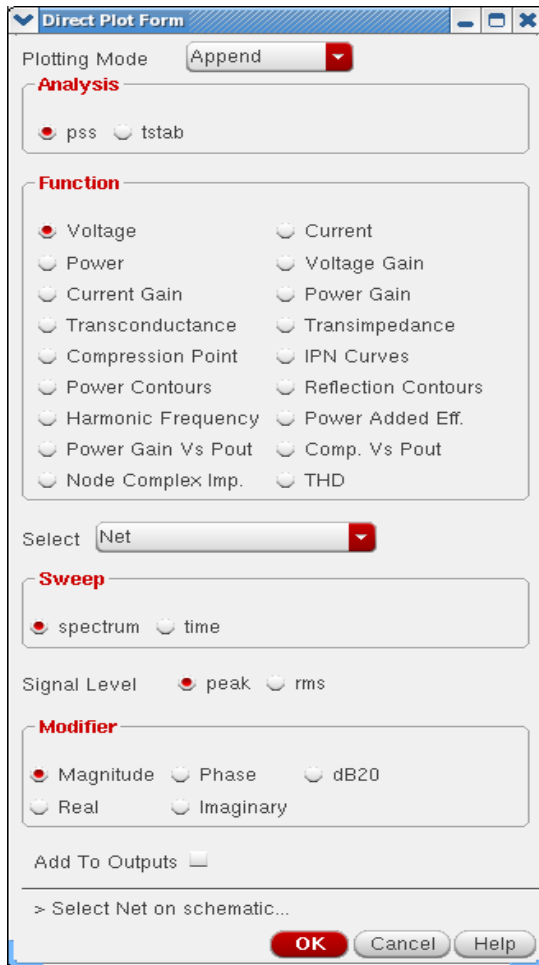 Direct Plot Form
Plotting Mode Append
Analysis
pss tstab
Function
Voltage Current
Power Voltage Gain
Current Gain Power Gain
Transconductance Transimpedance
Compression Point IPN Curves
Power Contours Reflection Contours
Harmonic Frequency Power Added Eff.
Power Gain Vs Pout Comp. Vs Pout
Node Complex Imp. THD
Select Net
Sweep
spectrum time
Signal Level peak rms
Modifier
Magnitude Phase dB20
Real Imaginary
Add To Outputs
> Select Net on schematic...
OK Cancel Help